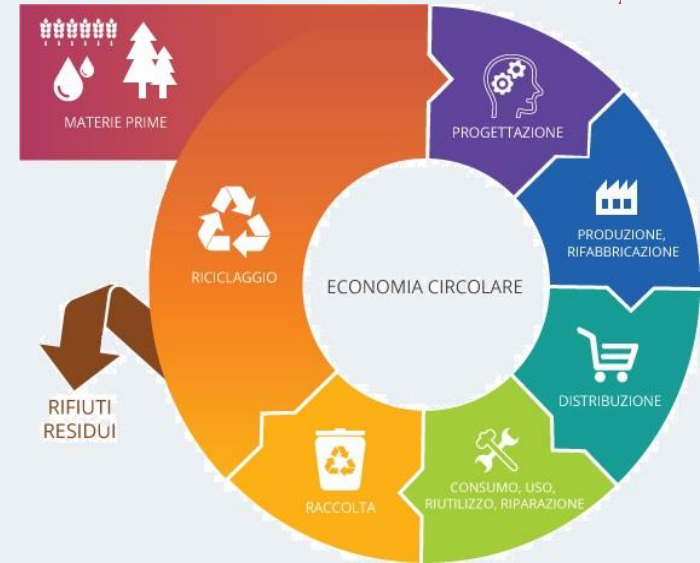 MATERIE PRIME
PROGETTAZIONE
PRODUZIONE,
RIFABBRICAZIONE
RICICLAGGIO
ECONOMIA CIRCOLARE
DISTRIBUZIONE
RIFIUTI
RESIDUI
CONSUMO, USO,
RIUTILIZZO, RIPARAZIONE
RACCOLTA